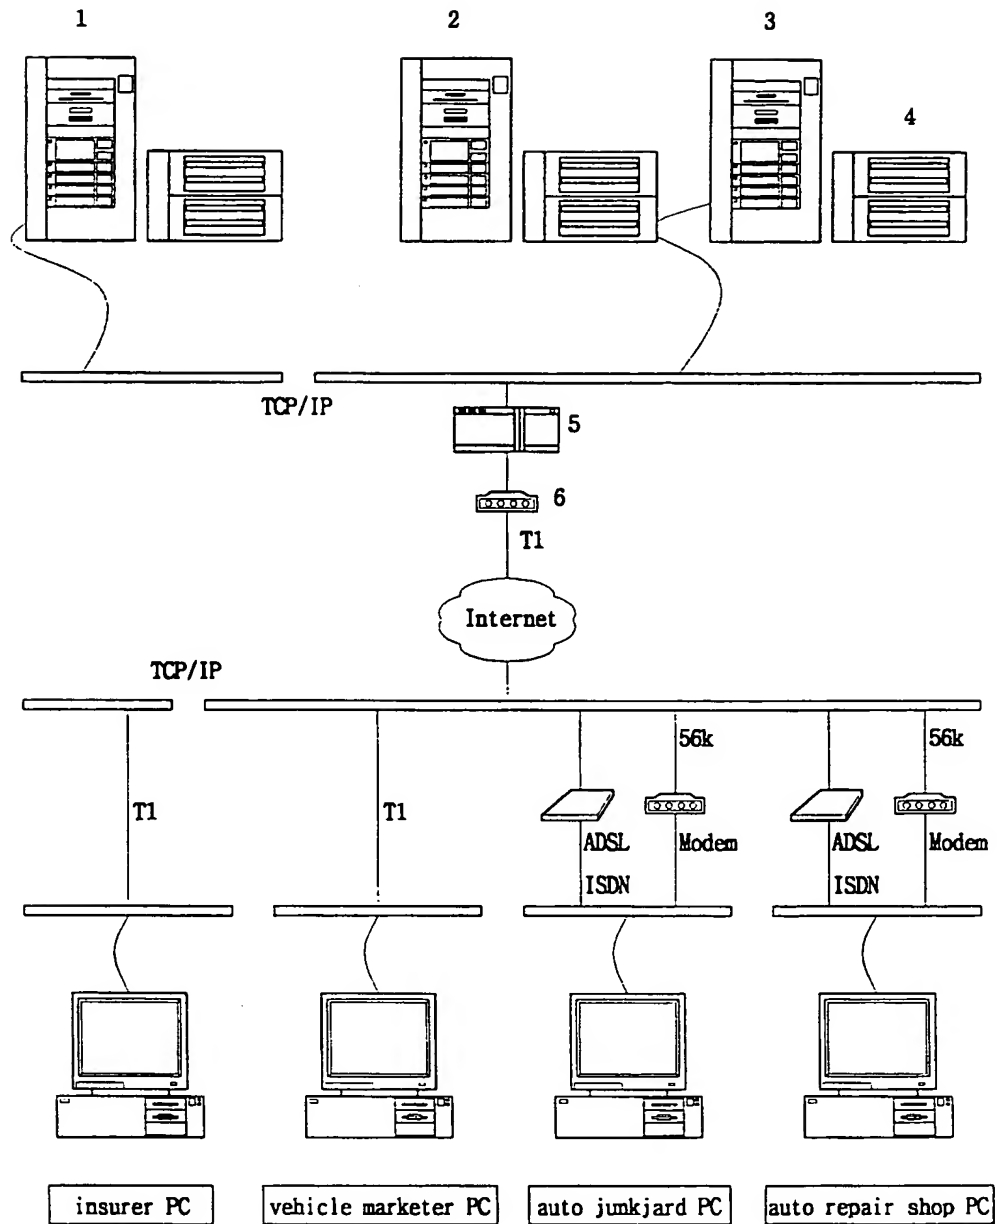 1
2
3
4
TCP/IP
5
6
T1
Internet
TCP/IP
56k
56k
T1
T1
ADSL
Modem
ADSL
Modem
ISDN
ISDN
insurer PC
vehicle marketer PC
auto junkjard PC
auto repair shop PC